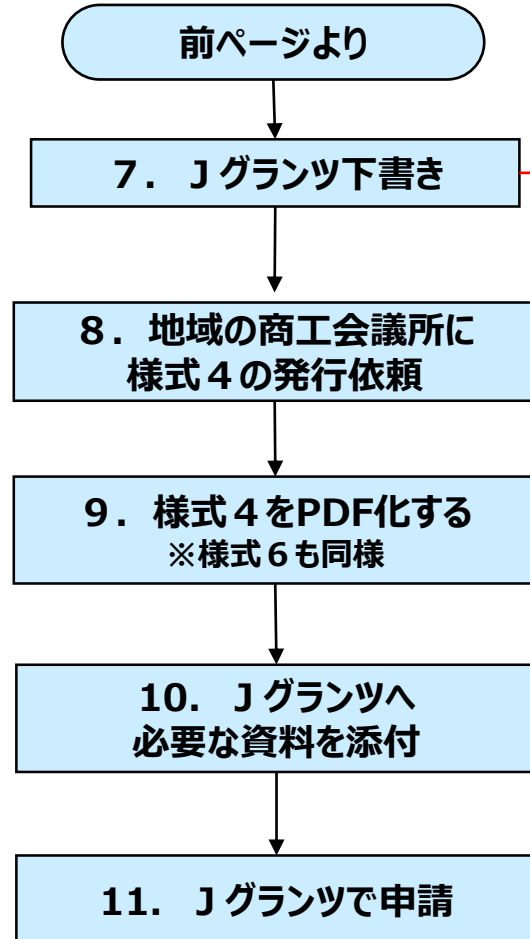 前ページより
７． Ｊグランツ下書き
８．地域の商工会議所に
様式４の発行依頼
９．様式４をPDF化する
※様式６も同様
10． Ｊグランツへ
必要な資料を添付
11． Ｊグランツで申請